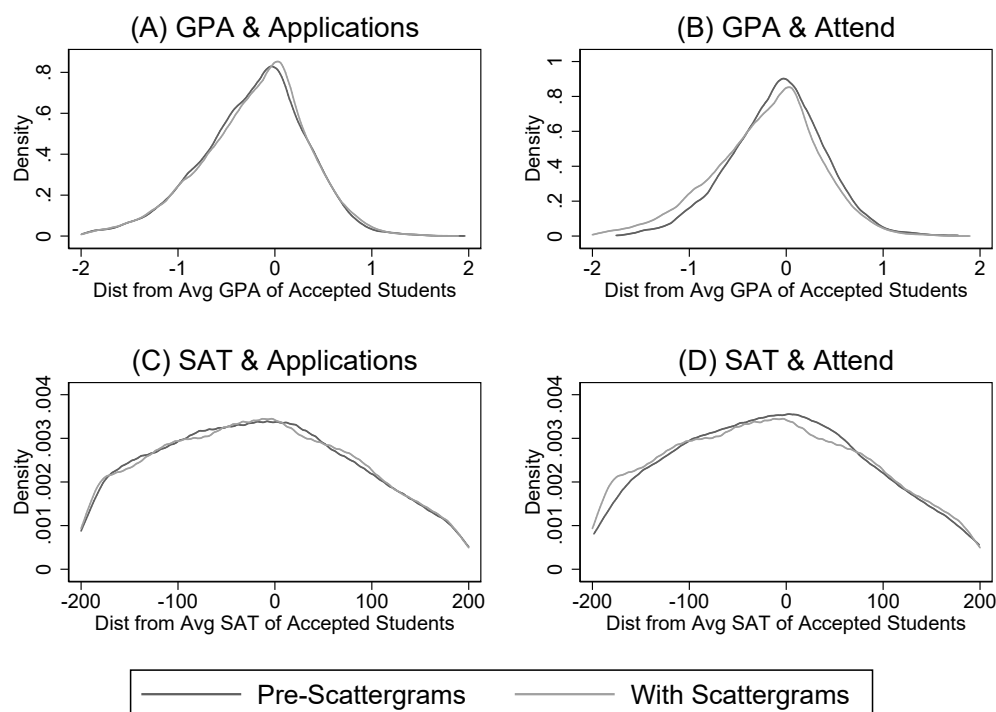 (A) GPA & Applications
Density
0 .2 .4 .6 .8
-2 -1 0 1 2
Dist from Avg GPA of Accepted Students
(B) GPA & Attend
Density
0 .2 .4 .6 .8 1
-2 -1 0 1 2
Dist from Avg GPA of Accepted Students
(C) SAT & Applications
Density
0 .001 .002 .003 .004
-200 -100 0 100 200
Dist from Avg SAT of Accepted Students
(D) SAT & Attend
Density
0 .001 .002 .003 .004
-200 -100 0 100 200
Dist from Avg SAT of Accepted Students
Pre-Scattergrams With Scattergrams